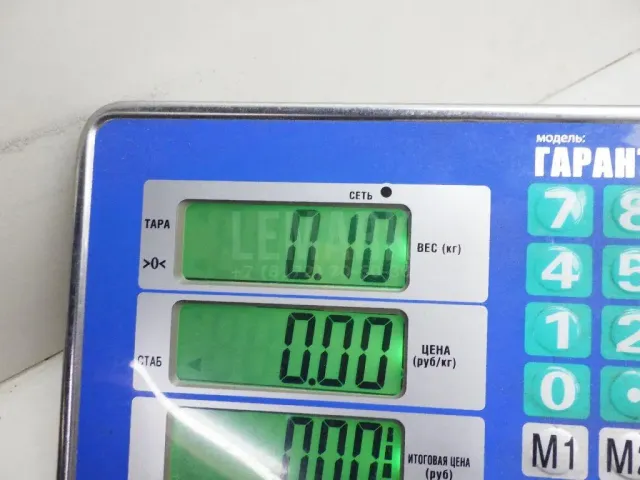 модель:
ГАРАНТ
СЕТЬ
ТАРА
0.10
ВЕС (кг)
>0<
7
4
0.00
ЦЕНА
(руб/кг)
СТАБ
1
2
0
0.00
ИТОГОВАЯ ЦЕНА
(руб)
M1